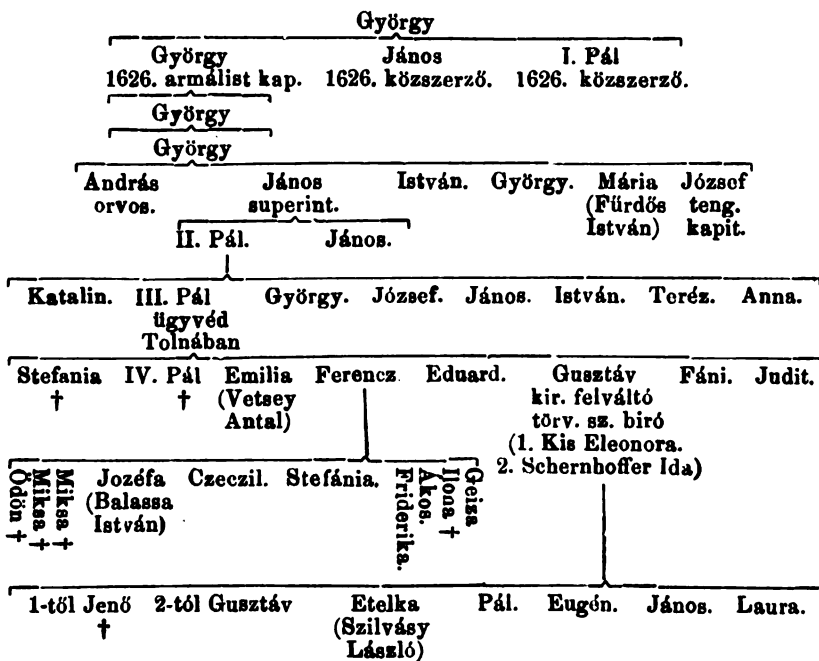 György
György János I. Pál
1626. armálist kap. 1626. közszerző. 1626. közszerző.
György
György
András János István. György. Mária József
orvos. superint. (Fürdős teng.
István) kapit.
II. Pál. János.
Katalin. III. Pál György. József. János. István. Teréz. Anna.
ügyvéd
Tolnában
Stefania IV. Pál Emilia Ferencz Eduard. Gusztáv Fáni. Judit.
† † (Vetsey kir. felváltó
Antal) törv. sz. biró
(1. Kis Eleonora.
2. Schernhoffer Ida)
Ödön †
Miksa †
Miksa †
Jozéfa Czeczil. Stefánia.
(Balassa
István)
Friderika.
Ákos.
Ilona †
Geiza
1-től Jenő 2-tól Gusztáv Etelka Pál. Eugén. János. Laura.
† (Szilvásy
László)